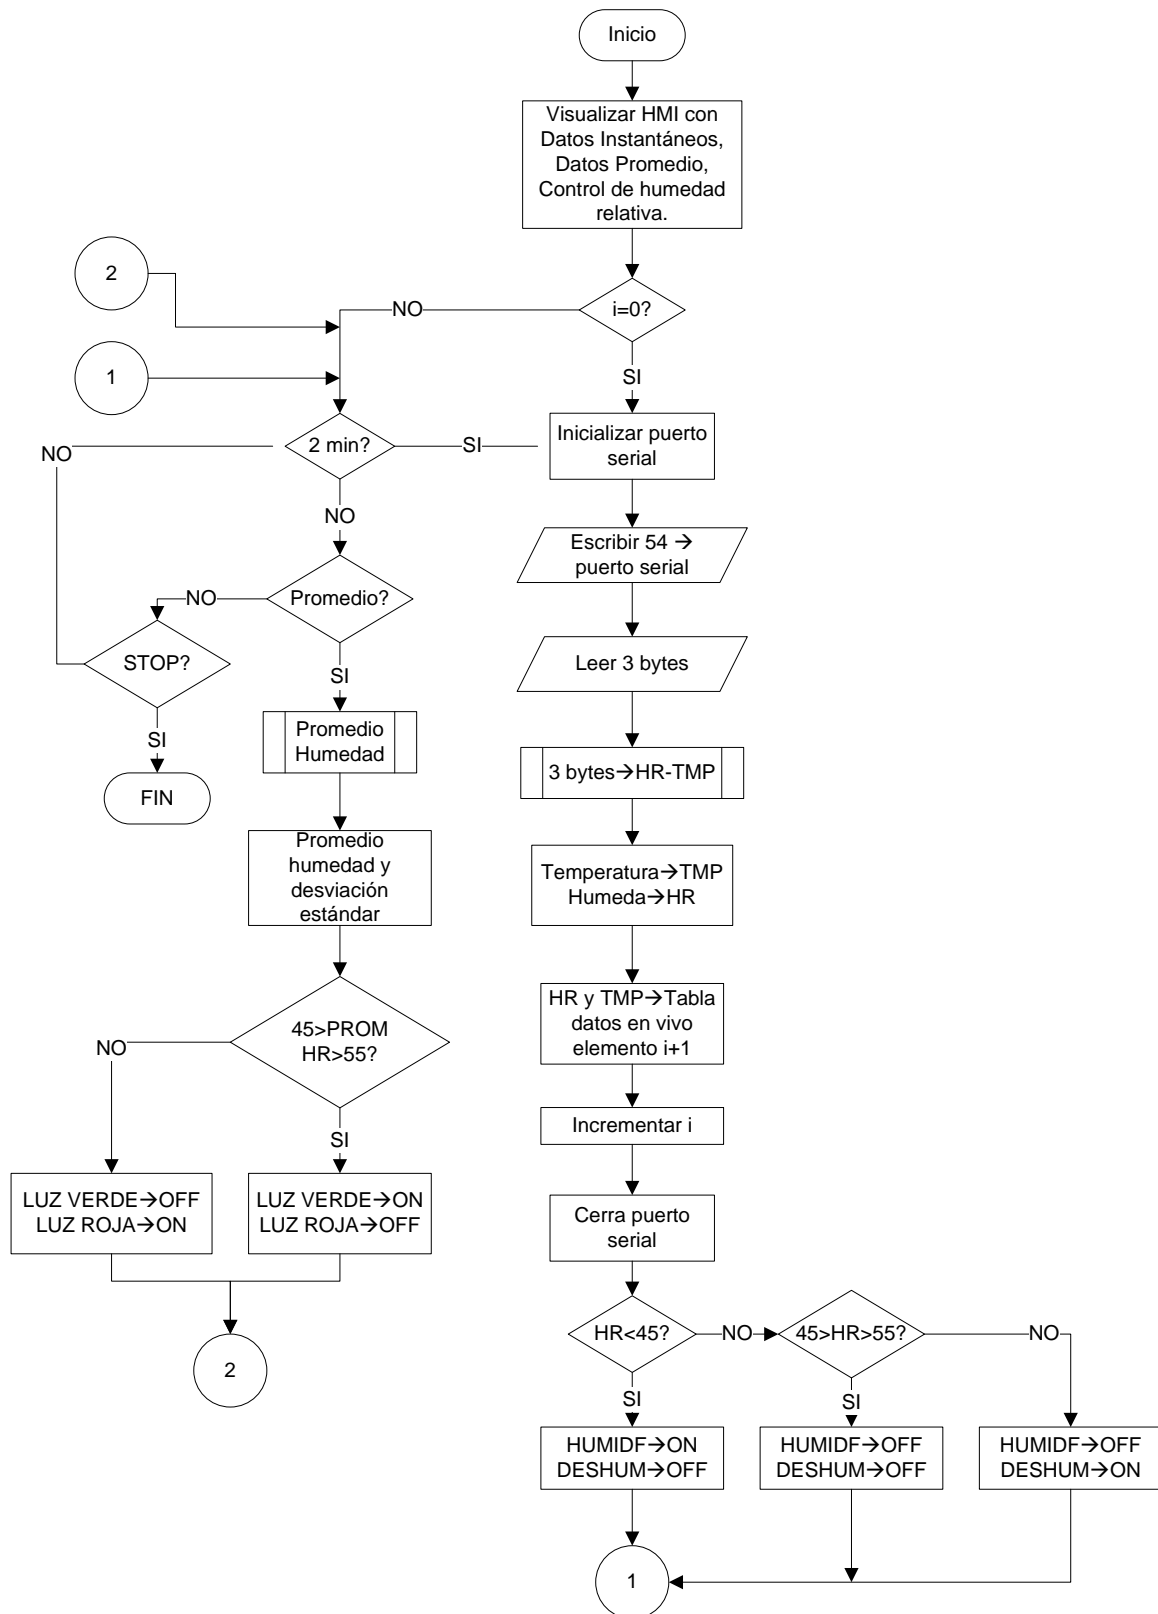 Inicio
Visualizar HMI con
Datos Instantáneos,
Datos Promedio,
Control de humedad
relativa.
2
NO
i=0?
1
SI
NO
2 min?
SI
Inicializar puerto
serial
NO
Escribir 54 →
puerto serial
NO
Promedio?
STOP?
SI
Leer 3 bytes
SI
Promedio
Humedad
3 bytes→HR-TMP
FIN
Promedio
humedad y
desviación
estándar
Temperatura→TMP
Humeda→HR
HR y TMP→Tabla
datos en vivo
elemento i+1
45>PROM
HR>55?
NO
SI
Incrementar i
LUZ VERDE→OFF
LUZ ROJA→ON
LUZ VERDE→ON
LUZ ROJA→OFF
Cerra puerto
serial
HR<45?
NO
45>HR>55?
NO
2
SI
SI
HUMIDF→ON
DESHUM→OFF
HUMIDF→OFF
DESHUM→OFF
HUMIDF→OFF
DESHUM→ON
1